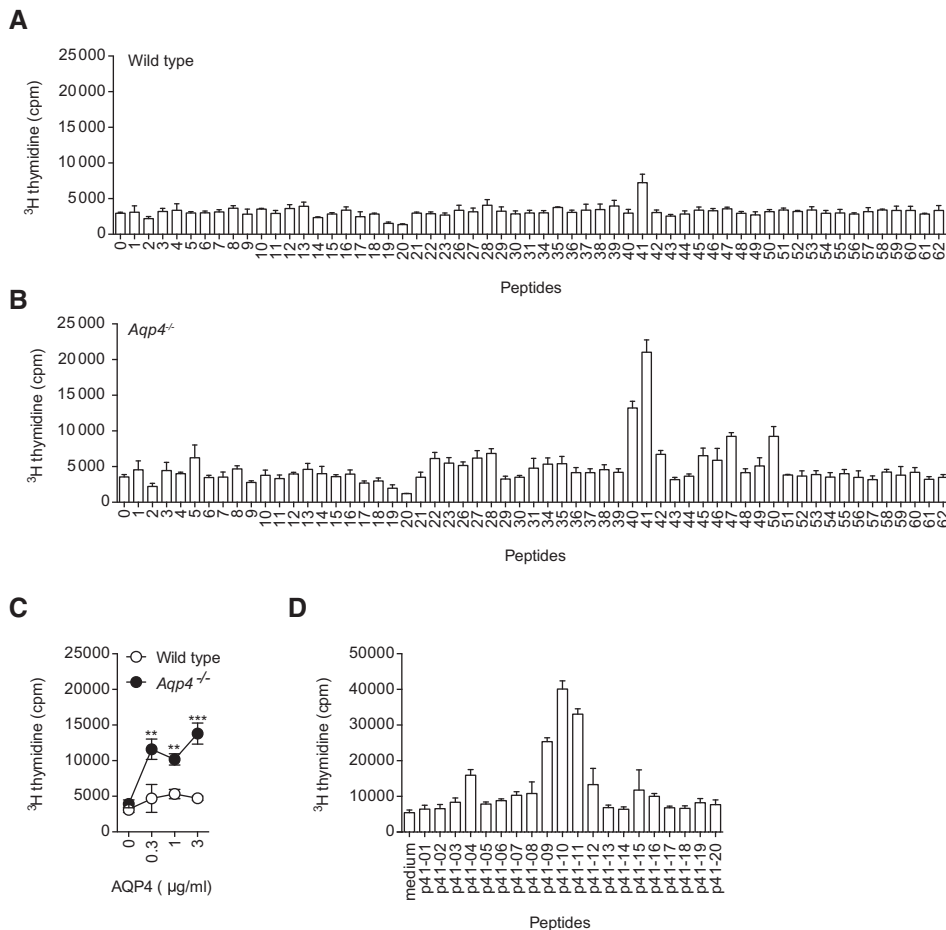 A
Wild type
³H thymidine (cpm)
25000
20000
15000
10000
5000
0
0 1 2 3 4 5 6 7 8 9 10 11 12 13 14 15 16 17 18 19 20 21 22 23 26 27 28 29 30 31 34 35 36 37 38 39 40 41 42 43 44 45 46 47 48 49 50 51 52 53 54 55 56 57 58 59 60 61 62
Peptides
B
Aqp4-/-
³H thymidine (cpm)
25000
20000
15000
10000
5000
0
0 1 2 3 4 5 6 7 8 9 10 11 12 13 14 15 16 17 18 19 20 21 22 23 26 27 28 29 30 31 34 35 36 37 38 39 40 41 42 43 44 45 46 47 48 49 50 51 52 53 54 55 56 57 58 59 60 61 62
Peptides
C
Wild type
Aqp4-/-
³H thymidine (cpm)
25000
20000
15000
10000
5000
0
** ** ***
0 0.3 1 3
AQP4 ( µg/ml)
D
³H thymidine (cpm)
50000
40000
30000
20000
10000
0
medium p41-01 p41-02 p41-03 p41-04 p41-05 p41-06 p41-07 p41-08 p41-09 p41-10 p41-11 p41-12 p41-13 p41-14 p41-15 p41-16 p41-17 p41-18 p41-19 p41-20
Peptides